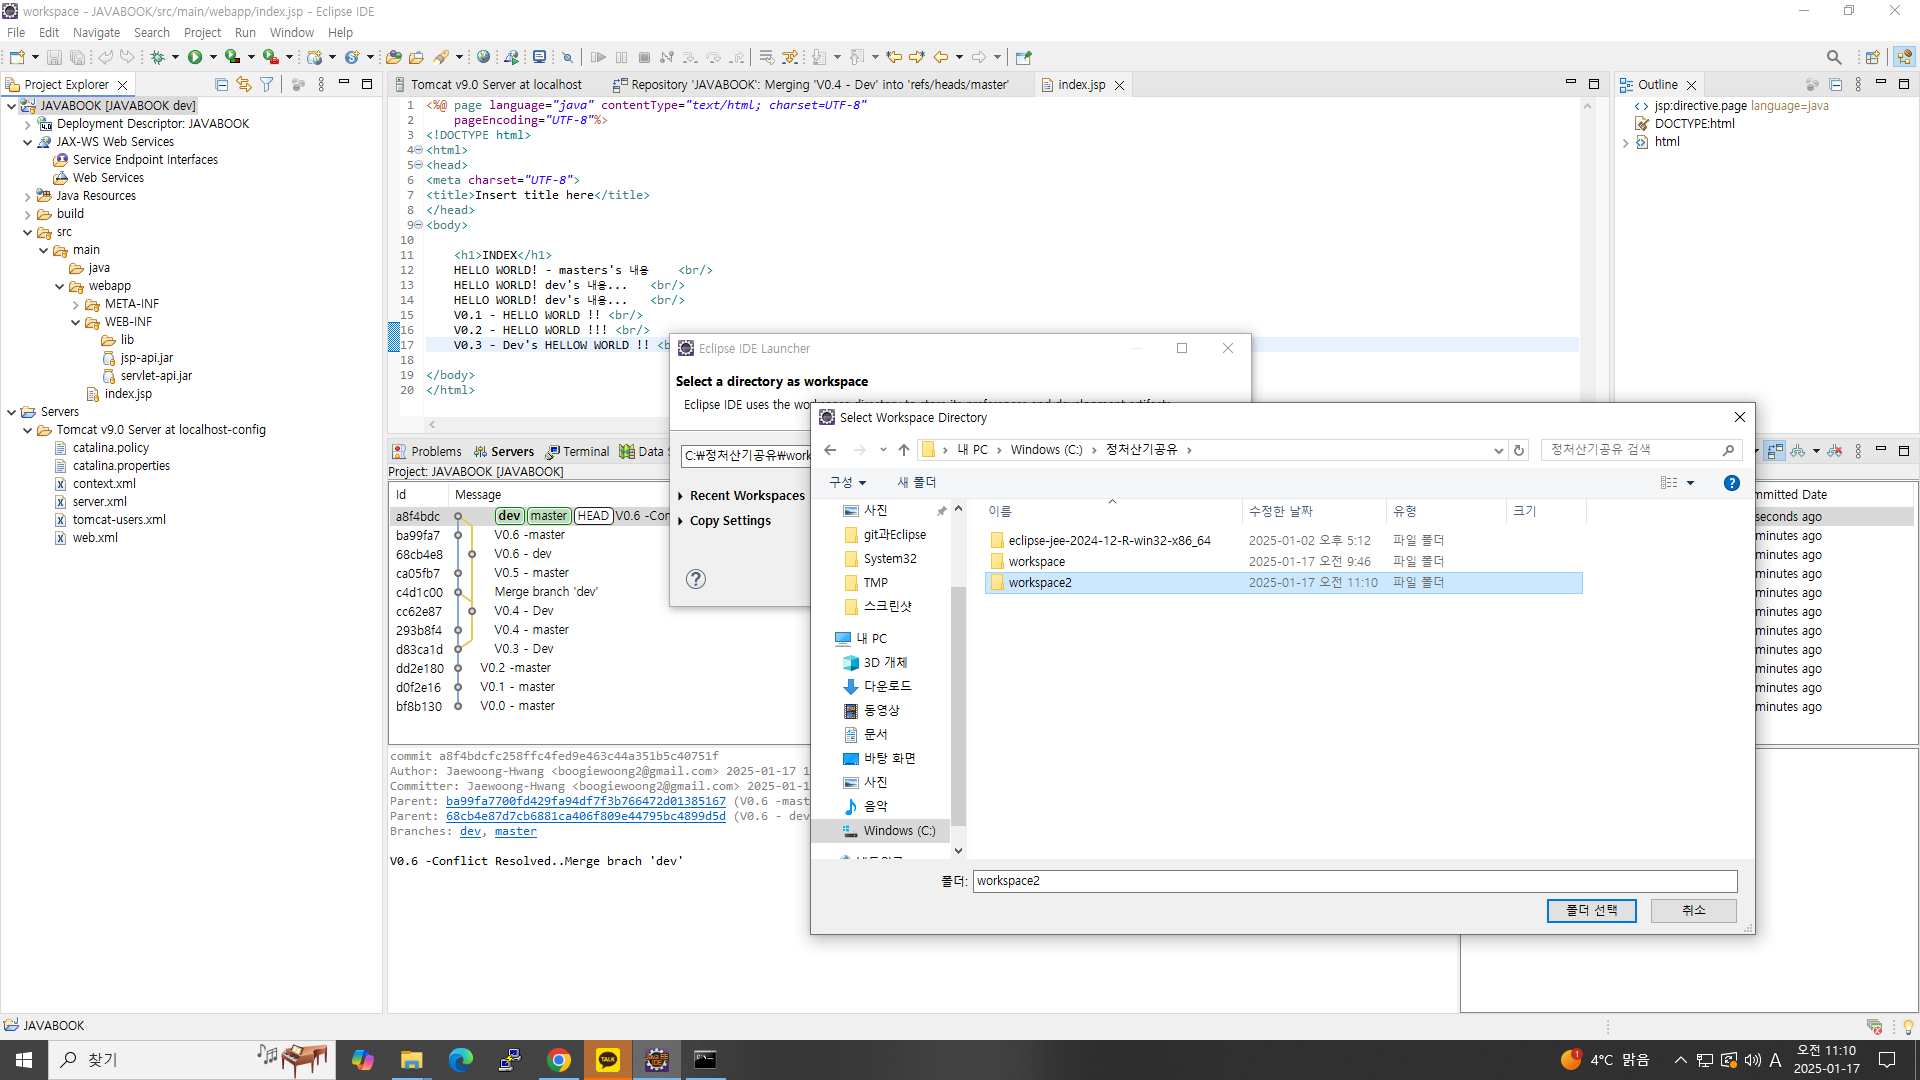 workspace - JAVABOOK/src/main/webapp/index.jsp - Eclipse IDE
File Edit Navigate Search Project Run Window Help
Project Explorer
JAVABOOK [JAVABOOK dev]
Deployment Descriptor: JAVABOOK
JAX-WS Web Services
Service Endpoint Interfaces
Web Services
Java Resources
build
src
main
java
webapp
META-INF
WEB-INF
lib
jsp-api.jar
servlet-api.jar
index.jsp
Servers
Tomcat v9.0 Server at localhost-config
catalina.policy
catalina.properties
context.xml
server.xml
tomcat-users.xml
web.xml
Tomcat v9.0 Server at localhost
Repository 'JAVABOOK': Merging 'V0.4 - Dev' into 'refs/heads/master'
index.jsp
1 <%@ page language="java" contentType="text/html; charset=UTF-8"
2 pageEncoding="UTF-8"%>
3 <!DOCTYPE html>
4 <html>
5 <head>
6 <meta charset="UTF-8">
7 <title>Insert title here</title>
8 </head>
9 <body>
10
11 <h1>INDEX</h1>
12 HELLO WORLD! - masters's 내용 <br/>
13 HELLO WORLD! dev's 내용... <br/>
14 HELLO WORLD! dev's 내용... <br/>
15 V0.1 - HELLO WORLD !! <br/>
16 V0.2 - HELLO WORLD !!! <br/>
17 V0.3 - Dev's HELLOW WORLD !! <b
18
19 </body>
20 </html>
Outline
jsp:directive.page language=java
DOCTYPE:html
html
Problems Servers Terminal Data S
Project: JAVABOOK [JAVABOOK]
Id Message
a8f4bdc dev master HEAD V0.6 -Con
ba99fa7 V0.6 -master
68cb4e8 V0.6 - dev
ca05fb7 V0.5 - master
c4d1c00 Merge branch 'dev'
cc62e87 V0.4 - Dev
293b8f4 V0.4 - master
d83ca1d V0.3 - Dev
dd2e180 V0.2 -master
d0f2e16 V0.1 - master
bf8b130 V0.0 - master
mmitted Date
seconds ago
minutes ago
minutes ago
minutes ago
minutes ago
minutes ago
minutes ago
minutes ago
minutes ago
minutes ago
minutes ago
commit a8f4bdcfc258ffc4fed9e463c44a351b5c40751f
Author: Jaewoong-Hwang <boogiewoong2@gmail.com> 2025-01-17 1
Committer: Jaewoong-Hwang <boogiewoong2@gmail.com> 2025-01-1
Parent: ba99fa7700fd429fa94df7f3b766472d01385167 (V0.6 -mast
Parent: 68cb4e87d7cb6881ca406f809e44795bc4899d5d (V0.6 - dev
Branches: dev, master
V0.6 -Conflict Resolved..Merge brach 'dev'
Eclipse IDE Launcher
Select a directory as workspace
Eclipse IDE uses the workspace directory to store its preferences and development artifacts.
C:₩정처산기공유₩work
Recent Workspaces
Copy Settings
Select Workspace Directory
내 PC > Windows (C:) > 정처산기공유 >
정처산기공유 검색
구성 새 폴더
사진
git과Eclipse
System32
TMP
스크린샷
내 PC
3D 개체
다운로드
동영상
문서
바탕 화면
사진
음악
Windows (C:)
이름 수정한 날짜 유형 크기
eclipse-jee-2024-12-R-win32-x86_64 2025-01-02 오후 5:12 파일 폴더
workspace 2025-01-17 오전 9:46 파일 폴더
workspace2 2025-01-17 오전 11:10 파일 폴더
폴더: workspace2
폴더 선택 취소
JAVABOOK
찾기
TALK
Java EE IDE
1
4°C 맑음
A
오전 11:10
2025-01-17